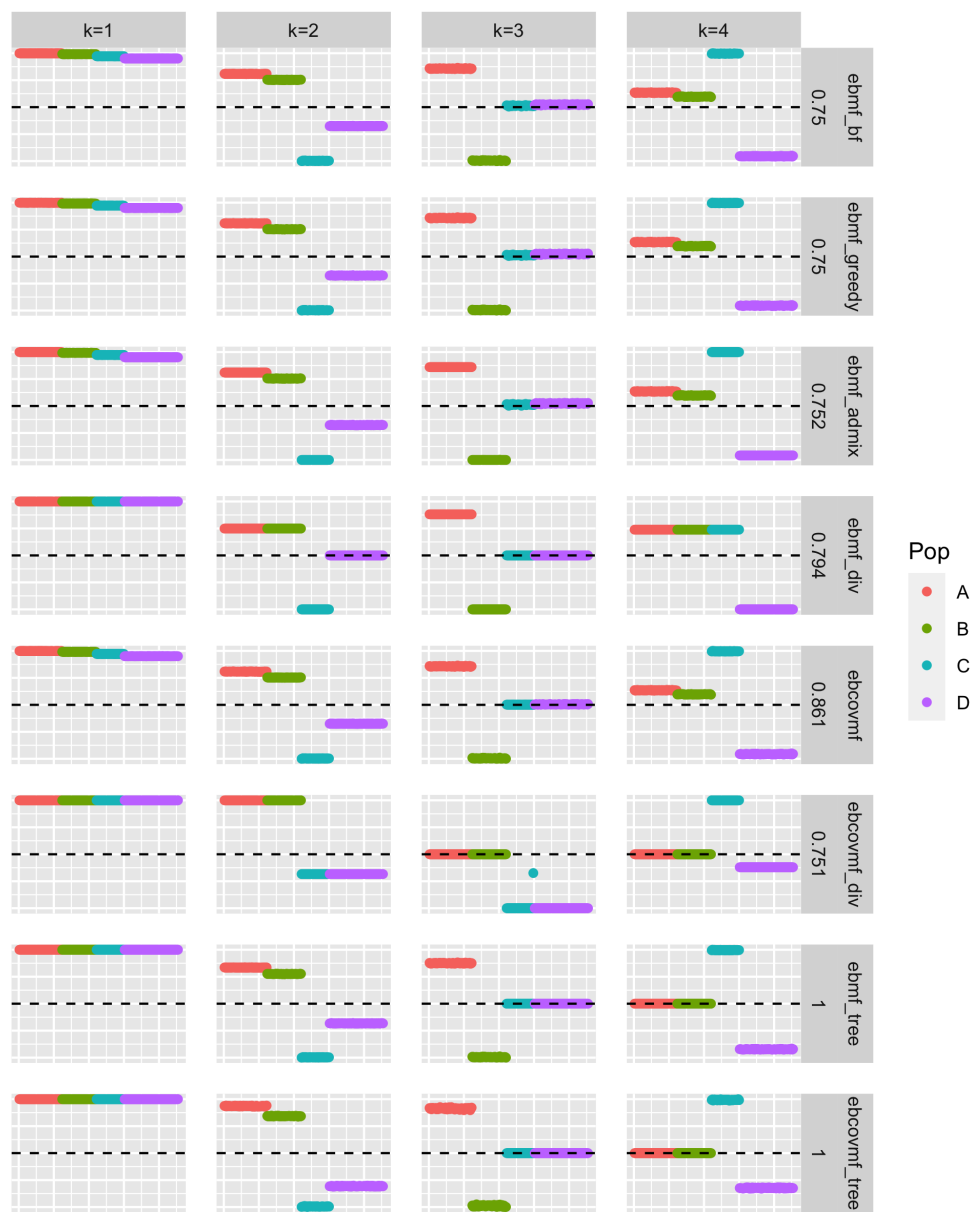 k=1
k=2
k=3
k=4
ebmf_bf
0.75
ebmf_greedy
0.75
ebmf_admix
0.752
ebmf_div
0.794
ebcovmf
0.861
ebcovmf_div
0.751
ebmf_tree
1
ebcovmf_tree
1
Pop
A
B
C
D